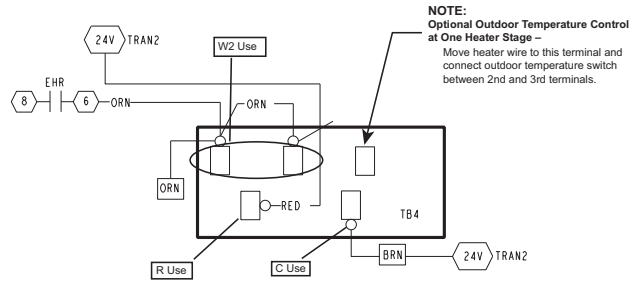 NOTE:
Optional Outdoor Temperature Control
at One Heater Stage –
Move heater wire to this terminal and
connect outdoor temperature switch
between 2nd and 3rd terminals.
24V TRAN2
W2 Use
EHR
8 6 ORN ORN
ORN
RED
TB4
R Use
C Use
BRN 24V TRAN2